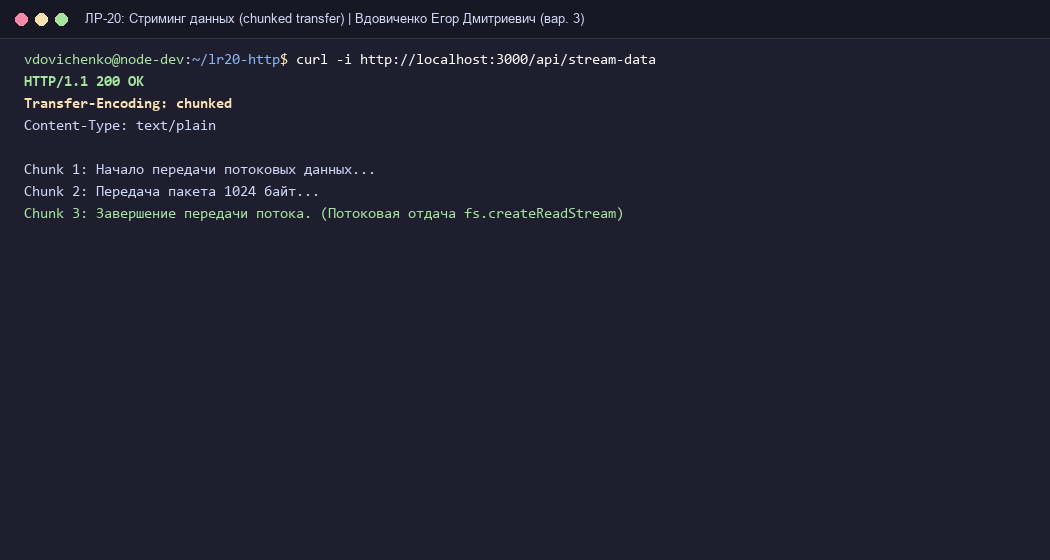 ЛР-20: Стриминг данных (chunked transfer) | Вдовиченко Егор Дмитриевич (вар. 3)
vdovichenko@node-dev:~/lr20-http$ curl -i http://localhost:3000/api/stream-data
HTTP/1.1 200 OK
Transfer-Encoding: chunked
Content-Type: text/plain
Chunk 1: Начало передачи потоковых данных...
Chunk 2: Передача пакета 1024 байт...
Chunk 3: Завершение передачи потока. (Потоковая отдача fs.createReadStream)